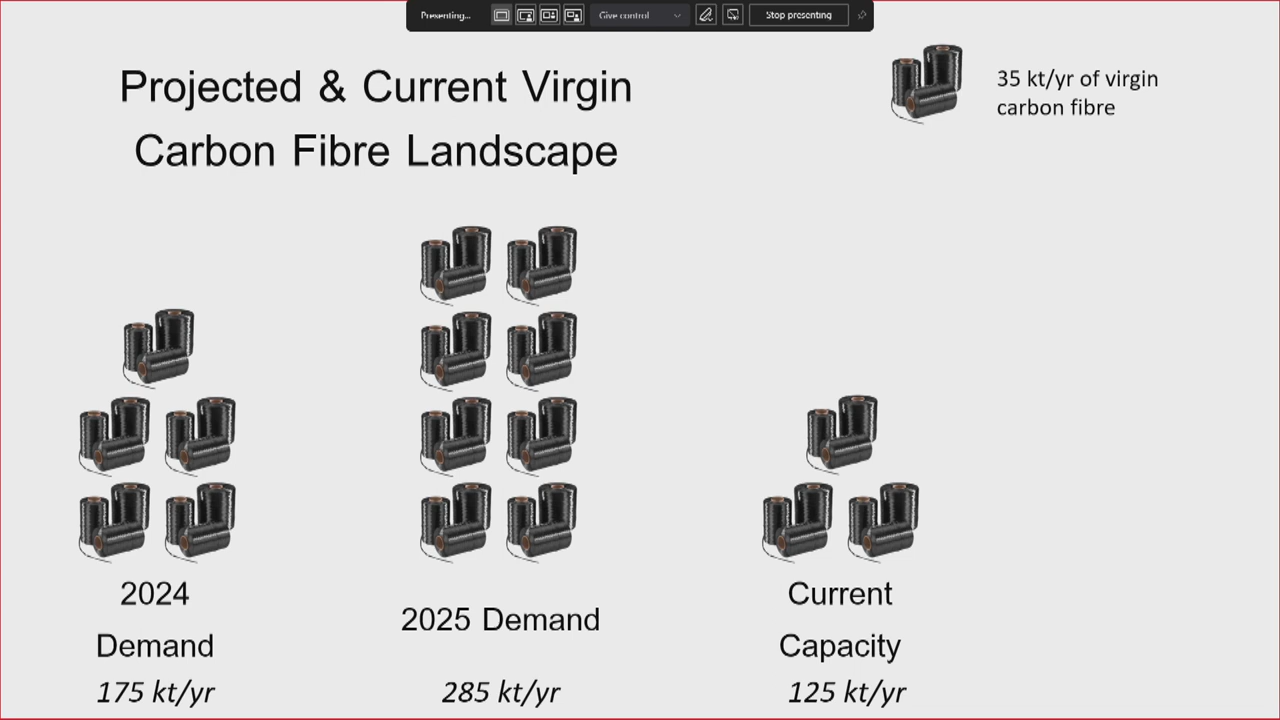 Presenting...
Give control
Stop presenting
Projected & Current Virgin
Carbon Fibre Landscape
35 kt/yr of virgin
carbon fibre
2024
Demand
175 kt/yr
2025 Demand
285 kt/yr
Current
Capacity
125 kt/yr